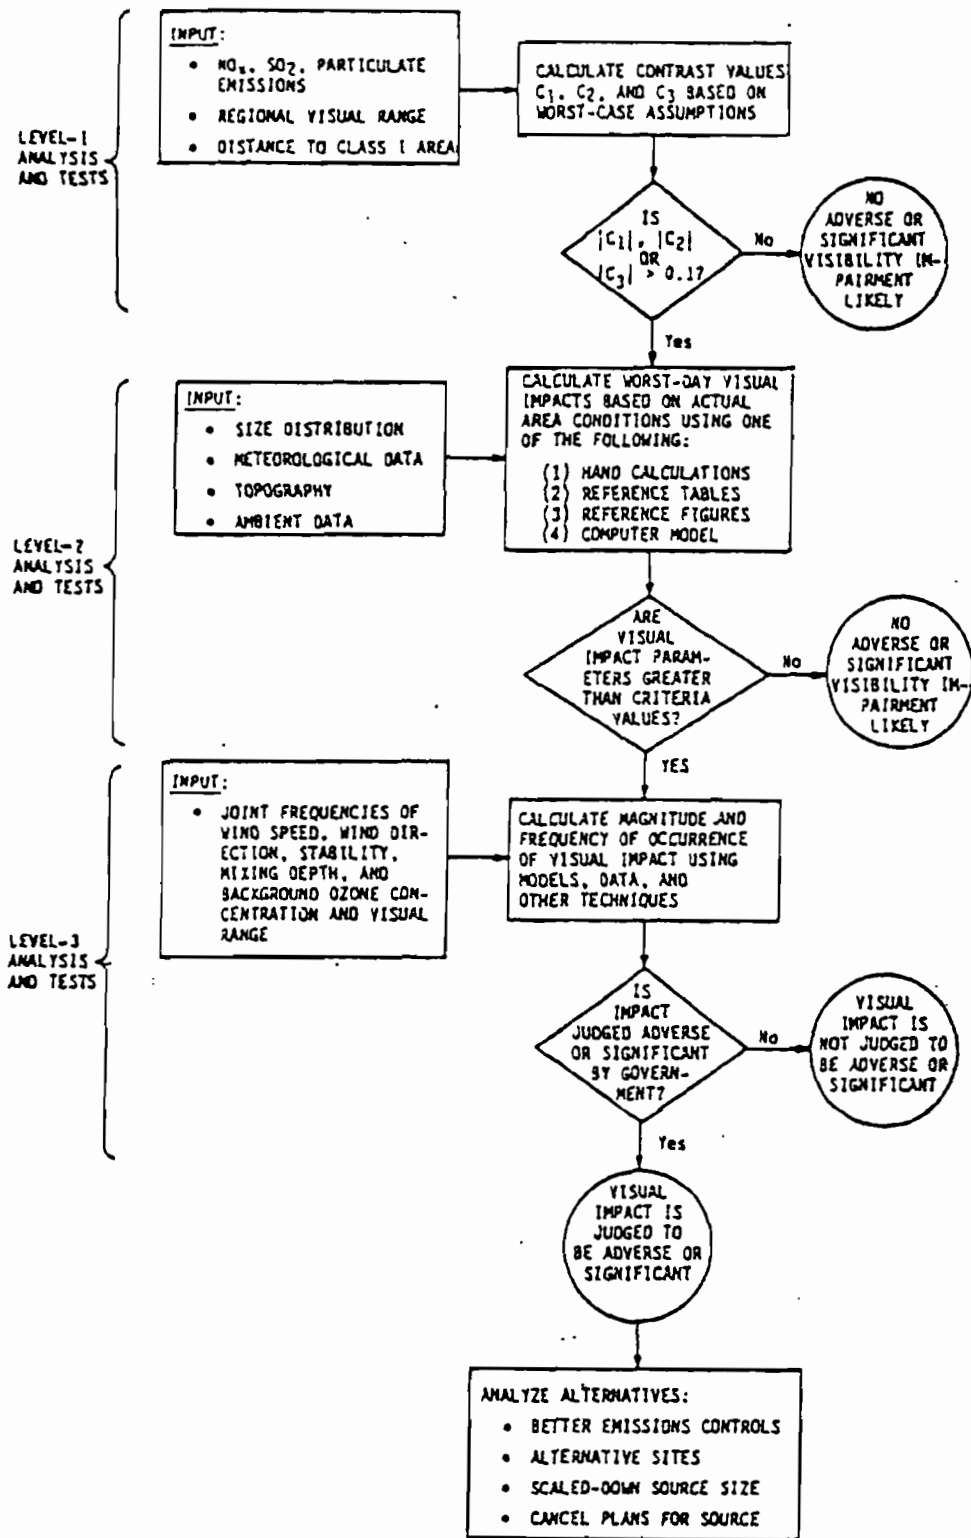 INPUT:
• NOx, SO2, PARTICULATE
EMISSIONS
• REGIONAL VISUAL RANGE
• DISTANCE TO CLASS I AREA
CALCULATE CONTRAST VALUES
C1, C2, AND C3 BASED ON
WORST-CASE ASSUMPTIONS
LEVEL-1
ANALYSIS
AND TESTS
IS
|C1|, |C2|
OR
|C3| > 0.1?
No
NO
ADVERSE OR
SIGNIFICANT
VISIBILITY IM-
PAIRMENT
LIKELY
Yes
INPUT:
• SIZE DISTRIBUTION
• METEOROLOGICAL DATA
• TOPOGRAPHY
• AMBIENT DATA
CALCULATE WORST-DAY VISUAL
IMPACTS BASED ON ACTUAL
AREA CONDITIONS USING ONE
OF THE FOLLOWING:
(1) HAND CALCULATIONS
(2) REFERENCE TABLES
(3) REFERENCE FIGURES
(4) COMPUTER MODEL
LEVEL-2
ANALYSIS
AND TESTS
ARE
VISUAL
IMPACT PARAM-
ETERS GREATER
THAN CRITERIA
VALUES?
No
NO
ADVERSE OR
SIGNIFICANT
VISIBILITY IM-
PAIRMENT
LIKELY
YES
INPUT:
• JOINT FREQUENCIES OF
WIND SPEED, WIND DIR-
ECTION, STABILITY,
MIXING DEPTH, AND
BACKGROUND OZONE CON-
CENTRATION AND VISUAL
RANGE
CALCULATE MAGNITUDE AND
FREQUENCY OF OCCURRENCE
OF VISUAL IMPACT USING
MODELS, DATA, AND
OTHER TECHNIQUES
LEVEL-3
ANALYSIS
AND TESTS
IS
IMPACT
JUDGED ADVERSE
OR SIGNIFICANT
BY GOVERN-
MENT?
No
VISUAL
IMPACT IS
NOT JUDGED TO
BE ADVERSE OR
SIGNIFICANT
Yes
VISUAL
IMPACT IS
JUDGED TO
BE ADVERSE OR
SIGNIFICANT
ANALYZE ALTERNATIVES:
• BETTER EMISSIONS CONTROLS
• ALTERNATIVE SITES
• SCALED-DOWN SOURCE SIZE
• CANCEL PLANS FOR SOURCE